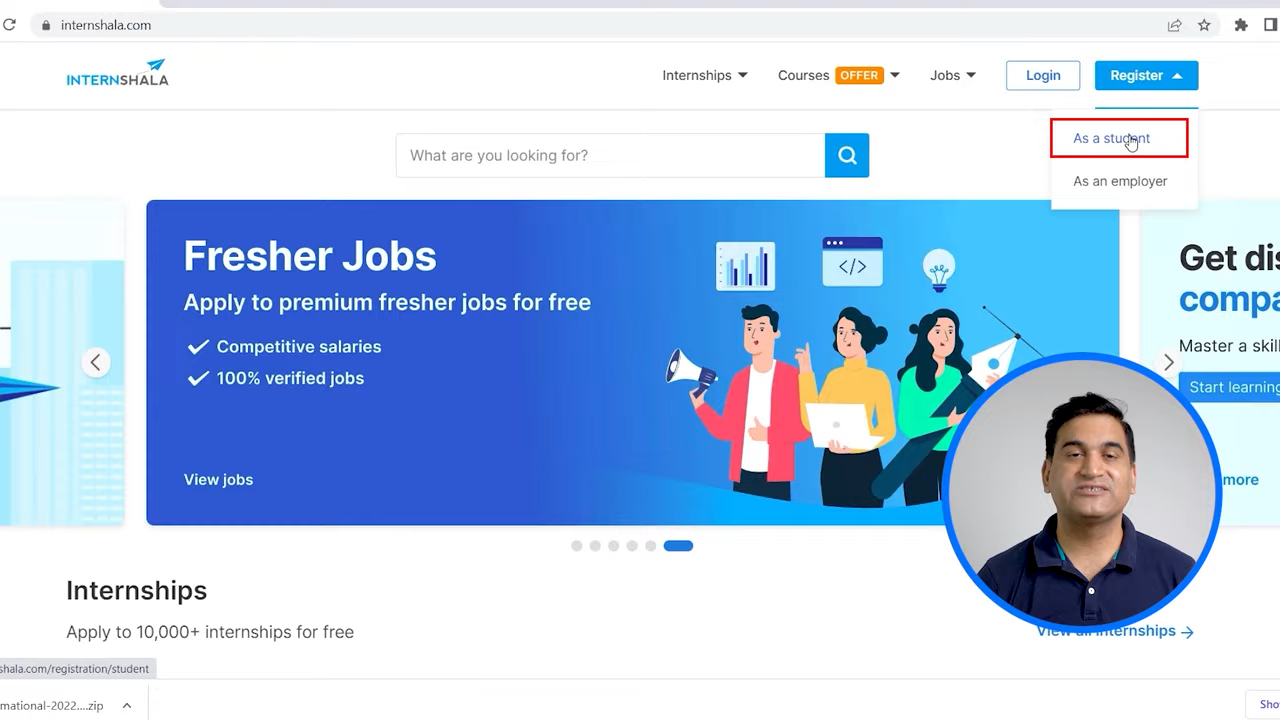 internshala.com
INTERNSHALA
Internships
Courses OFFER
Jobs
Login
Register
As a student
As an employer
What are you looking for?
Fresher Jobs
Apply to premium fresher jobs for free
Competitive salaries
100% verified jobs
View jobs
</>
Get dis
compa
Master a skil
Start learning
more
Internships
Apply to 10,000+ internships for free
View all internships
shala.com/registration/student
mational-2022....zip
Sho